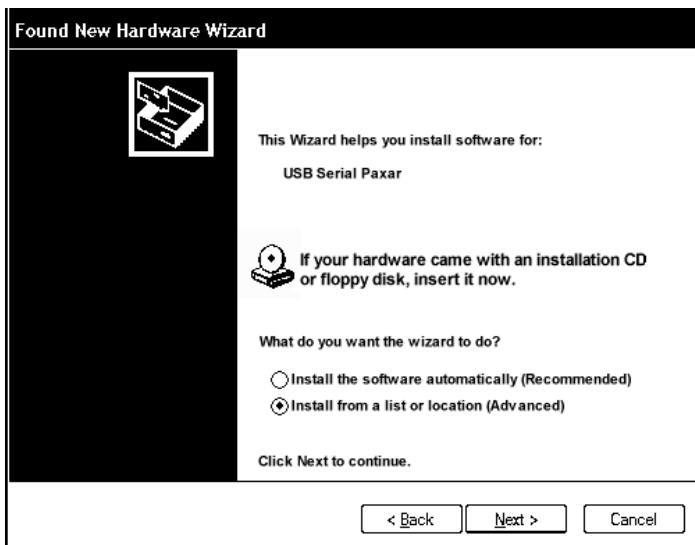 Found New Hardware Wizard
This Wizard helps you install software for:
USB Serial Paxar
If your hardware came with an installation CD
or floppy disk, insert it now.
What do you want the wizard to do?
Install the software automatically (Recommended)
Install from a list or location (Advanced)
Click Next to continue.
< Back Next > Cancel